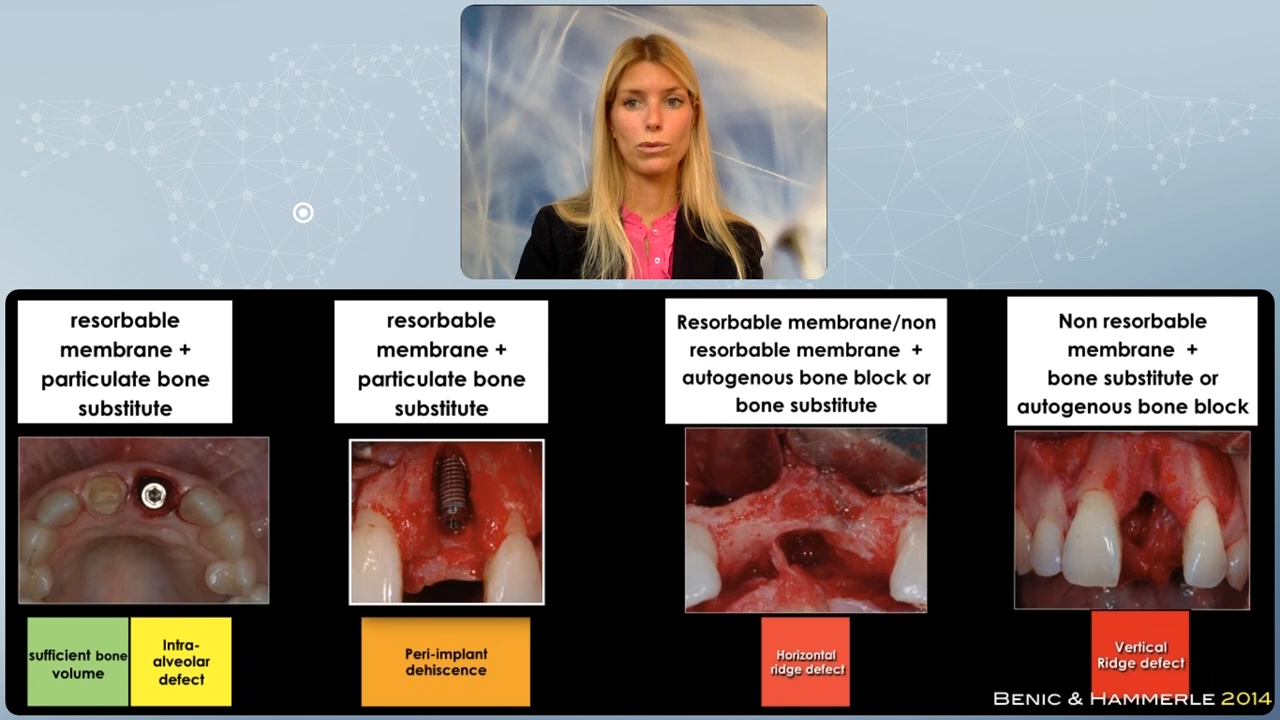 resorbable
membrane +
particulate bone
substitute
resorbable
membrane +
particulate bone
substitute
Resorbable membrane/non
resorbable membrane +
autogenous bone block or
bone substitute
Non resorbable
membrane +
bone substitute or
autogenous bone block
sufficient bone
volume
Intra-
alveolar
defect
Peri-implant
dehiscence
Horizontal
ridge defect
Vertical
Ridge defect
BENIC & HAMMERLE 2014